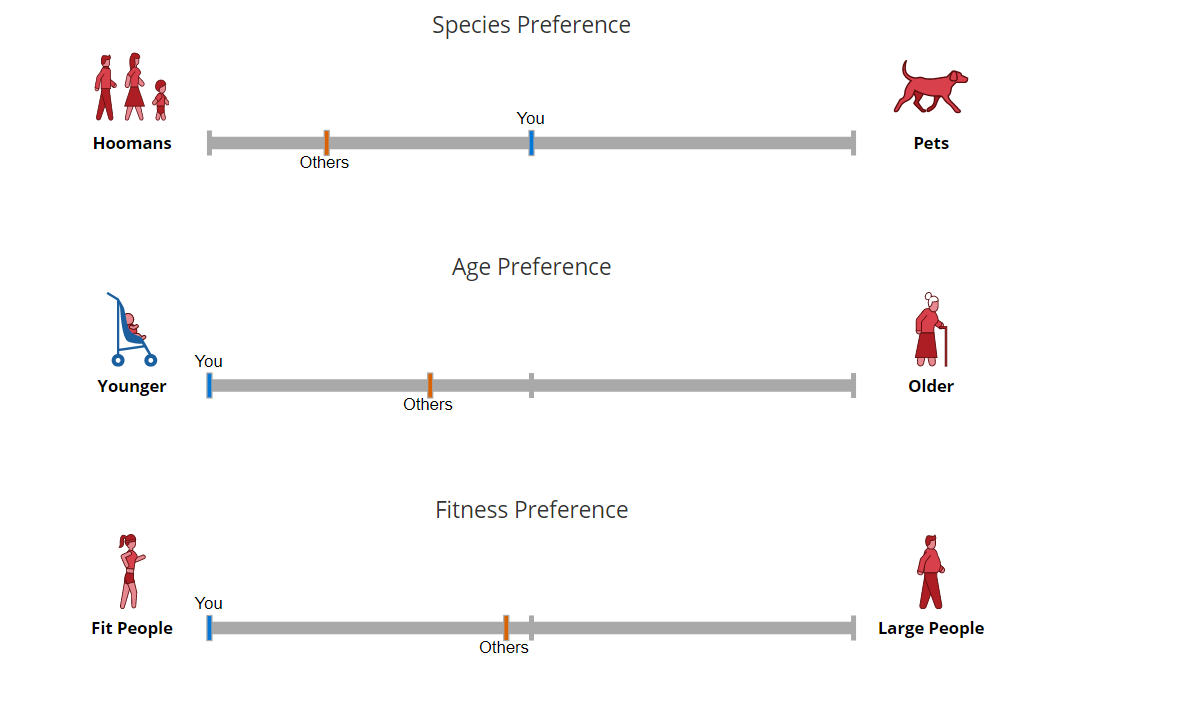 Species Preference
You
Hoomans
Pets
Others
Age Preference
You
Younger
Older
Others
Fitness Preference
You
Fit People
Large People
Others